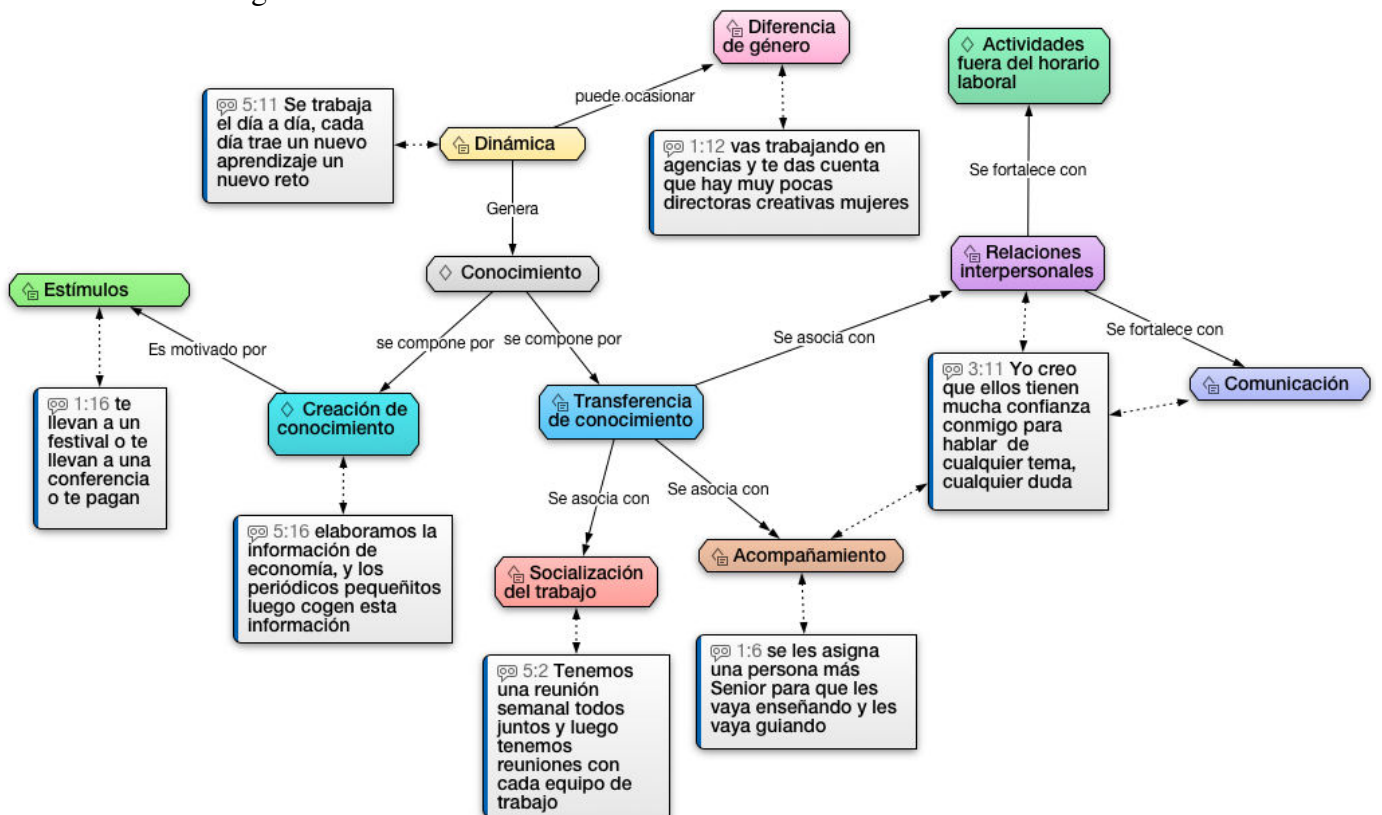 g
Diferencia
de género
Actividades
fuera del horario
laboral
puede ocasionar
5:11 Se trabaja
el día a día, cada
día trae un nuevo
aprendizaje un
nuevo reto
Dinámica
1:12 vas trabajando en
agencias y te das cuenta
que hay muy pocas
directoras creativas mujeres
Se fortalece con
Genera
Relaciones
interpersonales
Conocimiento
Estímulos
Es motivado por
se compone por
se compone por
Se asocia con
Se fortalece con
1:16 te
llevan a un
festival o te
llevan a una
conferencia
o te pagan
Creación de
conocimiento
Transferencia
de conocimiento
3:11 Yo creo
que ellos tienen
mucha confianza
conmigo para
hablar de
cualquier tema,
cualquier duda
Comunicación
Se asocia con
Se asocia con
5:16 elaboramos la
información de
economía, y los
periódicos pequeñitos
luego cogen esta
información
Socialización
del trabajo
Acompañamiento
5:2 Tenemos
una reunión
semanal todos
juntos y luego
tenemos
reuniones con
cada equipo de
trabajo
1:6 se les asigna
una persona más
Senior para que les
vaya enseñando y les
vaya guiando